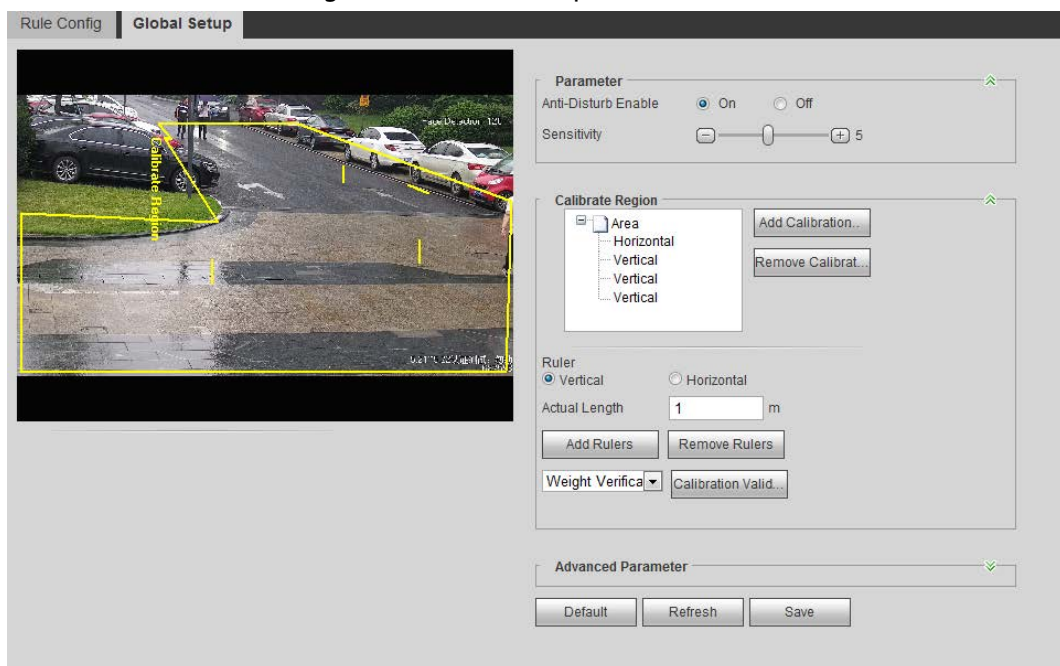 Rule Config Global Setup
Calibrate Region
Parameter
Anti-Disturb Enable On Off
Sensitivity 5
Calibrate Region
Area
Horizontal
Vertical
Vertical
Vertical
Add Calibration..
Remove Calibrat...
Ruler
Vertical Horizontal
Actual Length 1 m
Add Rulers Remove Rulers
Weight Verifica Calibration Valid...
Advanced Parameter
Default Refresh Save